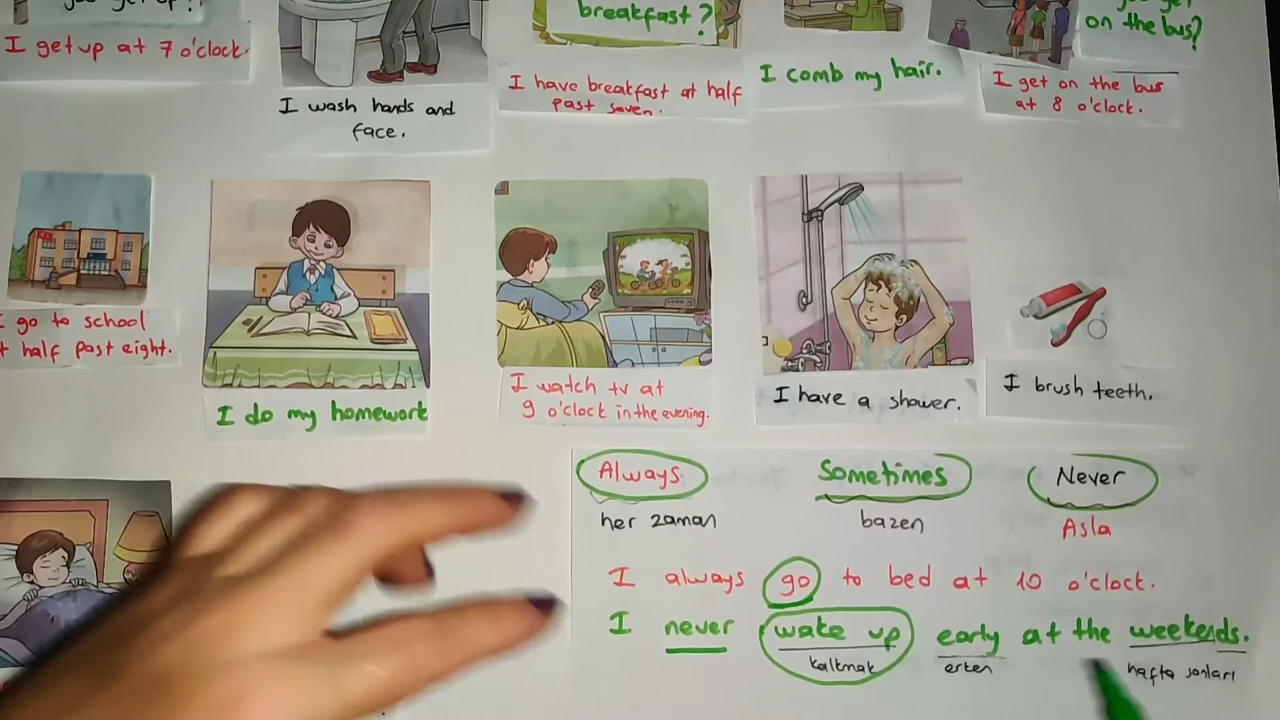 I get up at 7 o'clock.
I wash hands and
face.
breakfast?
I have breakfast at half
past seven.
I comb my hair.
on the bus?
I get on the bus
at 8 o'clock.
I go to school
at half past eight.
I do my homework
I watch tv at
9 o'clock in the evening.
I have a shower.
I brush teeth.
Always Sometimes Never
her zaman bazen Asla
I always go to bed at 10 o'clock.
I never wake up early at the weekends.
kalkmak erken hafta sonları